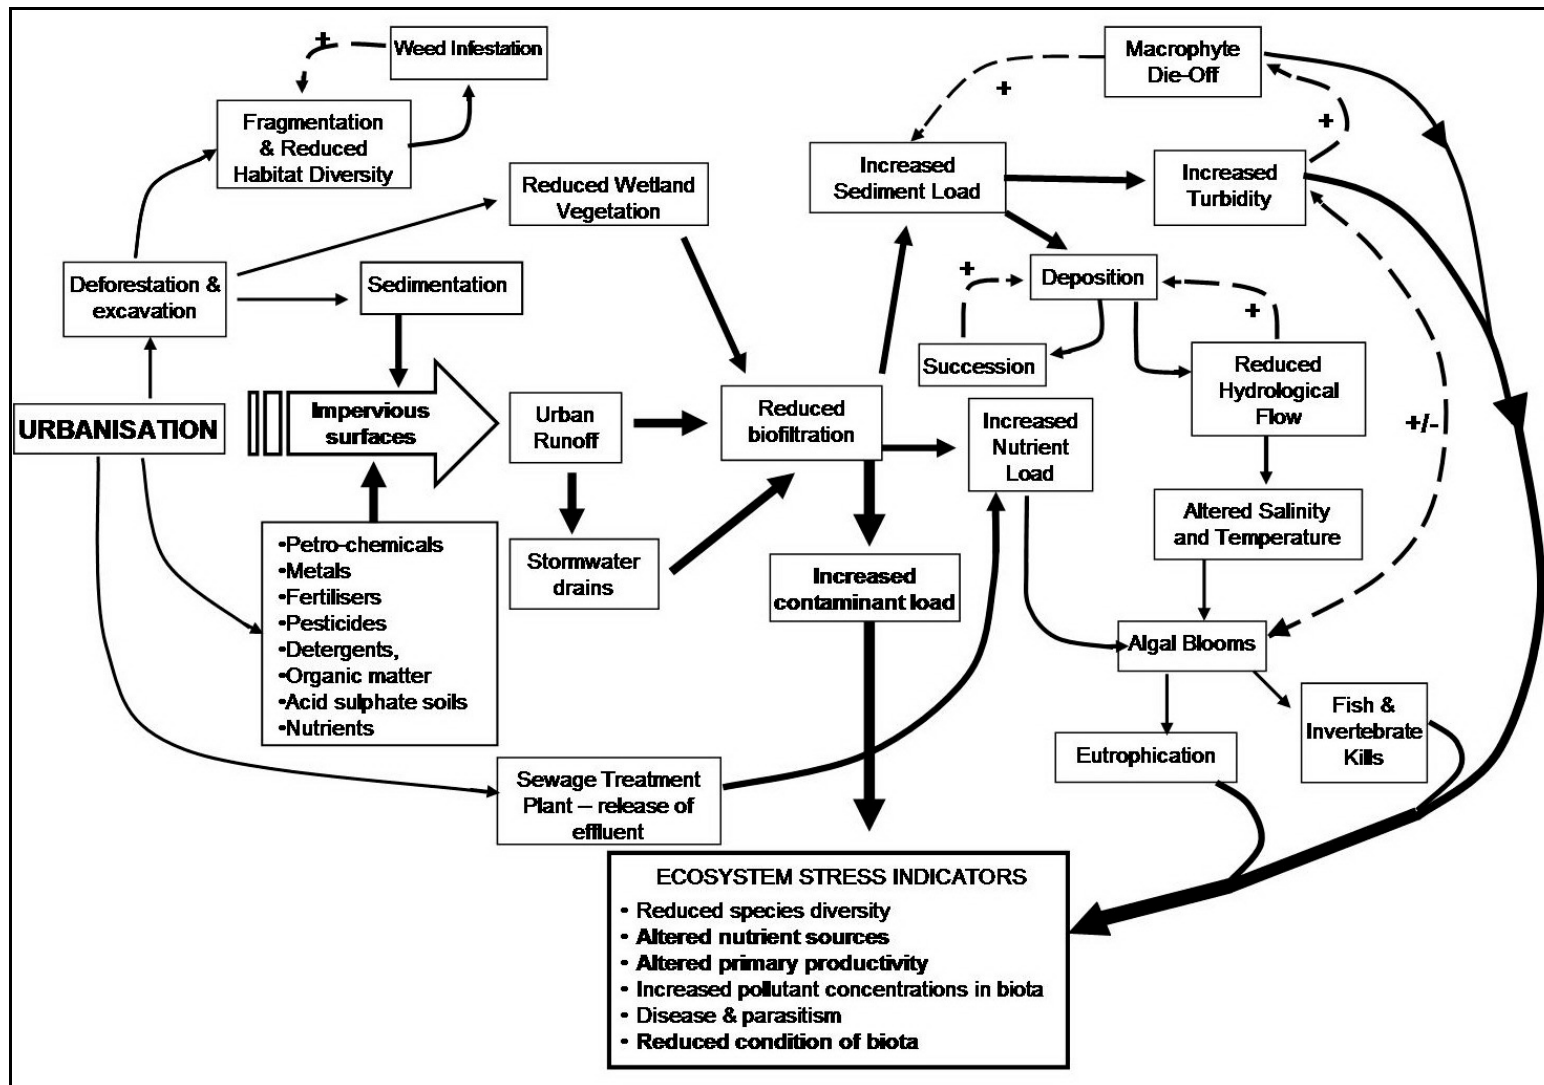 +
Weed Infestation
Fragmentation
& Reduced
Habitat Diversity
Macrophyte
Die-Off
+
+
Increased
Sediment Load
Increased
Turbidity
Reduced Wetland
Vegetation
Deforestation &
excavation
Sedimentation
+
Deposition
+
Succession
Reduced
Hydrological
Flow
+/-
URBANISATION
Impervious
surfaces
Urban
Runoff
Reduced
biofiltration
Increased
Nutrient
Load
Altered Salinity
and Temperature
•Petro-chemicals
•Metals
•Fertilisers
•Pesticides
•Detergents,
•Organic matter
•Acid sulphate soils
•Nutrients
Stormwater
drains
Increased
contaminant load
Algal Blooms
Fish &
Invertebrate
Kills
Eutrophication
Sewage Treatment
Plant – release of
effluent
ECOSYSTEM STRESS INDICATORS
• Reduced species diversity
• Altered nutrient sources
• Altered primary productivity
• Increased pollutant concentrations in biota
• Disease & parasitism
• Reduced condition of biota